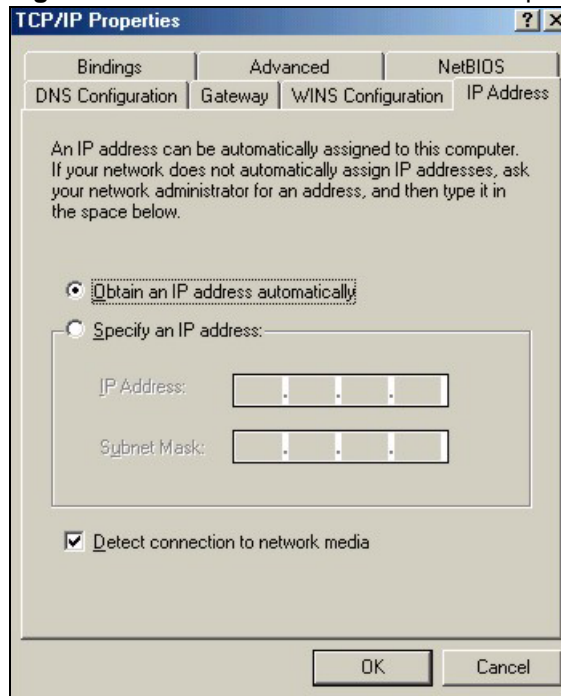 TCP/IP Properties
Bindings Advanced NetBIOS
DNS Configuration Gateway WINS Configuration IP Address
An IP address can be automatically assigned to this computer.
If your network does not automatically assign IP addresses, ask
your network administrator for an address, and then type it in
the space below.
Obtain an IP address automatically
Specify an IP address:
IP Address:
Subnet Mask:
Detect connection to network media
OK Cancel